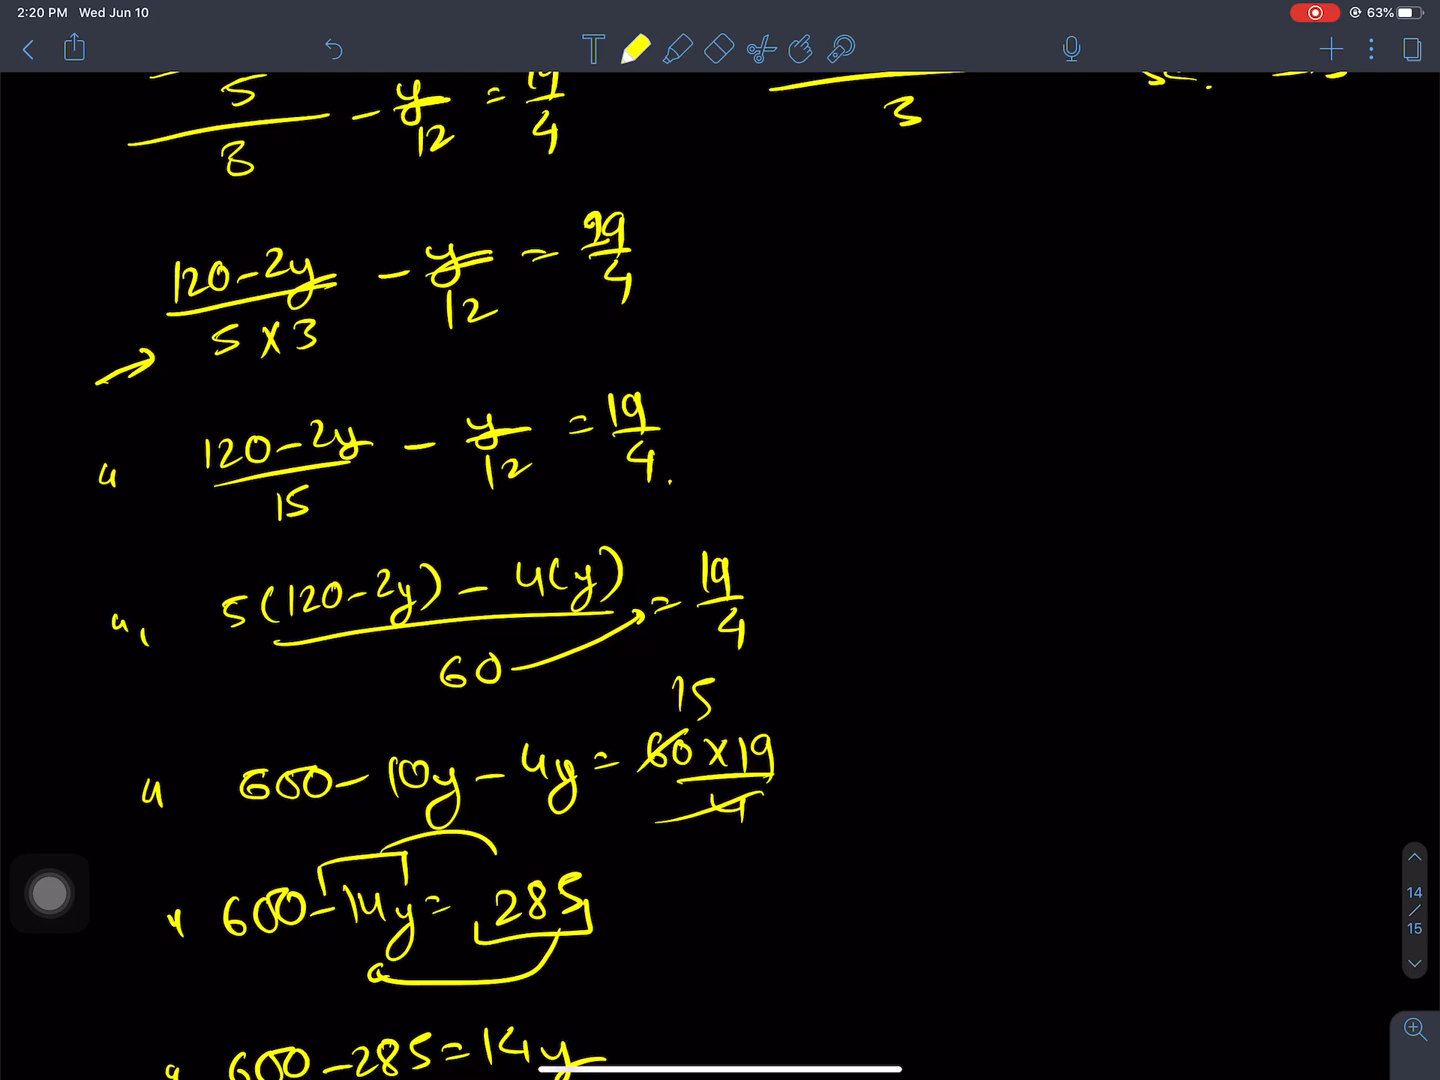 2:20 PM Wed Jun 10
63%
T
5
3 - y/12 = 19/4
3
120-2y / 5 × 3 - y/12 = 29/4
120-2y / 15 - y/12 = 19/4.
5(120-2y) - 4(y) / 60 = 19/4
15
600 - 10y - 4y = 60 × 19 / 4
600 - 14y = 285
600 - 285 = 14y
14
/
15